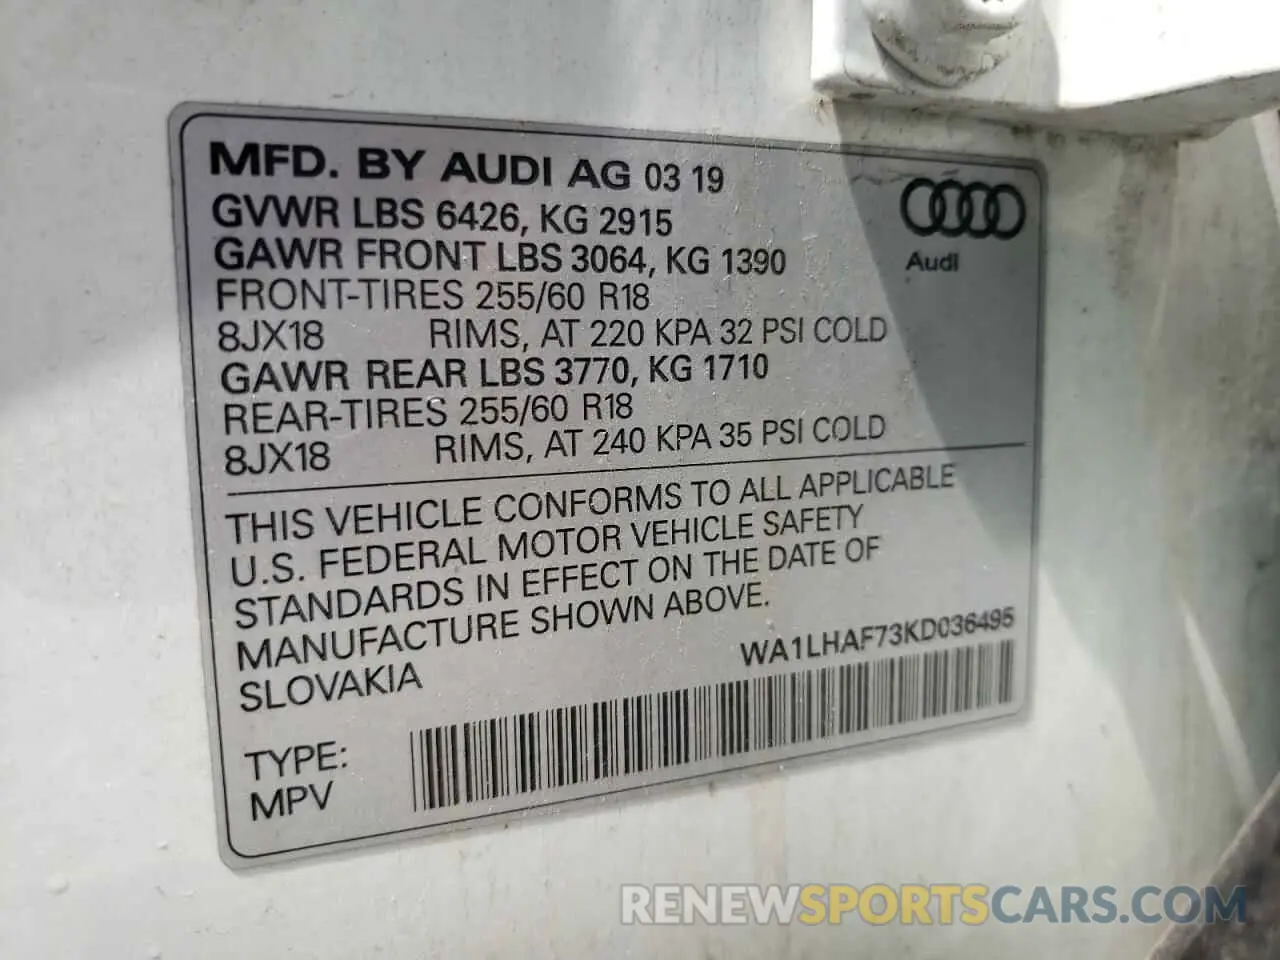 MFD. BY AUDI AG 03 19
GVWR LBS 6426, KG 2915
GAWR FRONT LBS 3064, KG 1390
FRONT-TIRES 255/60 R18
8JX18 RIMS, AT 220 KPA 32 PSI COLD
GAWR REAR LBS 3770, KG 1710
REAR-TIRES 255/60 R18
8JX18 RIMS, AT 240 KPA 35 PSI COLD
Audi
THIS VEHICLE CONFORMS TO ALL APPLICABLE
U.S. FEDERAL MOTOR VEHICLE SAFETY
STANDARDS IN EFFECT ON THE DATE OF
MANUFACTURE SHOWN ABOVE.
SLOVAKIA
WA1LHAF73KD036495
TYPE:
MPV
RENEWSPORTSCARS.COM